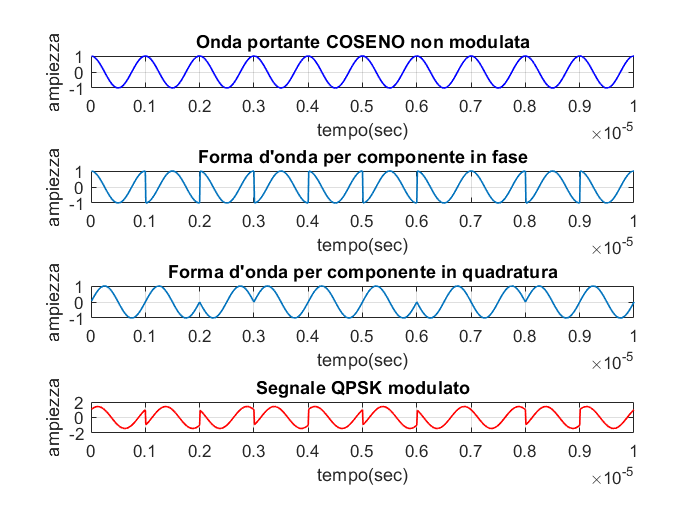 Onda portante COSENO non modulata
ampiezza
1
0
-1
0 0.1 0.2 0.3 0.4 0.5 0.6 0.7 0.8 0.9 1
tempo(sec)
×10-5
Forma d'onda per componente in fase
ampiezza
1
0
-1
0 0.1 0.2 0.3 0.4 0.5 0.6 0.7 0.8 0.9 1
tempo(sec)
×10-5
Forma d'onda per componente in quadratura
ampiezza
1
0
-1
0 0.1 0.2 0.3 0.4 0.5 0.6 0.7 0.8 0.9 1
tempo(sec)
×10-5
Segnale QPSK modulato
ampiezza
2
0
-2
0 0.1 0.2 0.3 0.4 0.5 0.6 0.7 0.8 0.9 1
tempo(sec)
×10-5